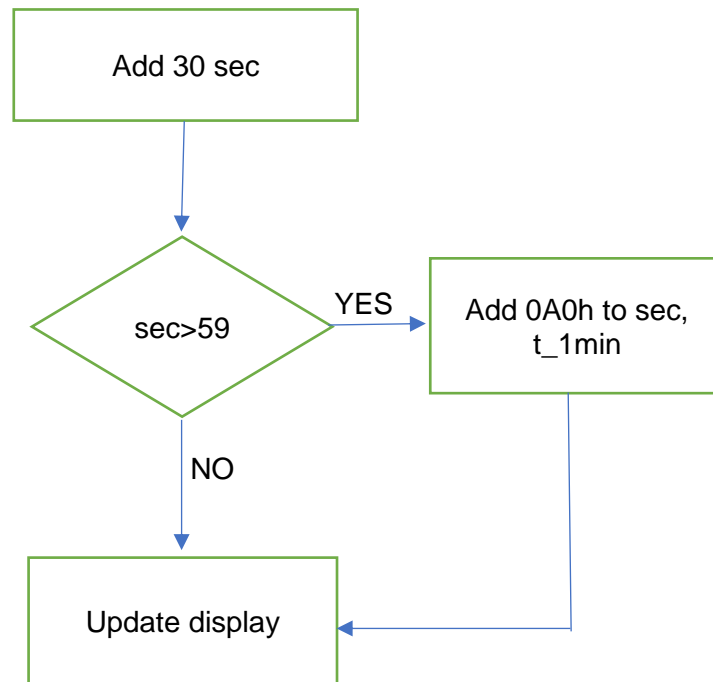 Add 30 sec
sec>59
YES
Add 0A0h to sec,
t_1min
NO
Update display